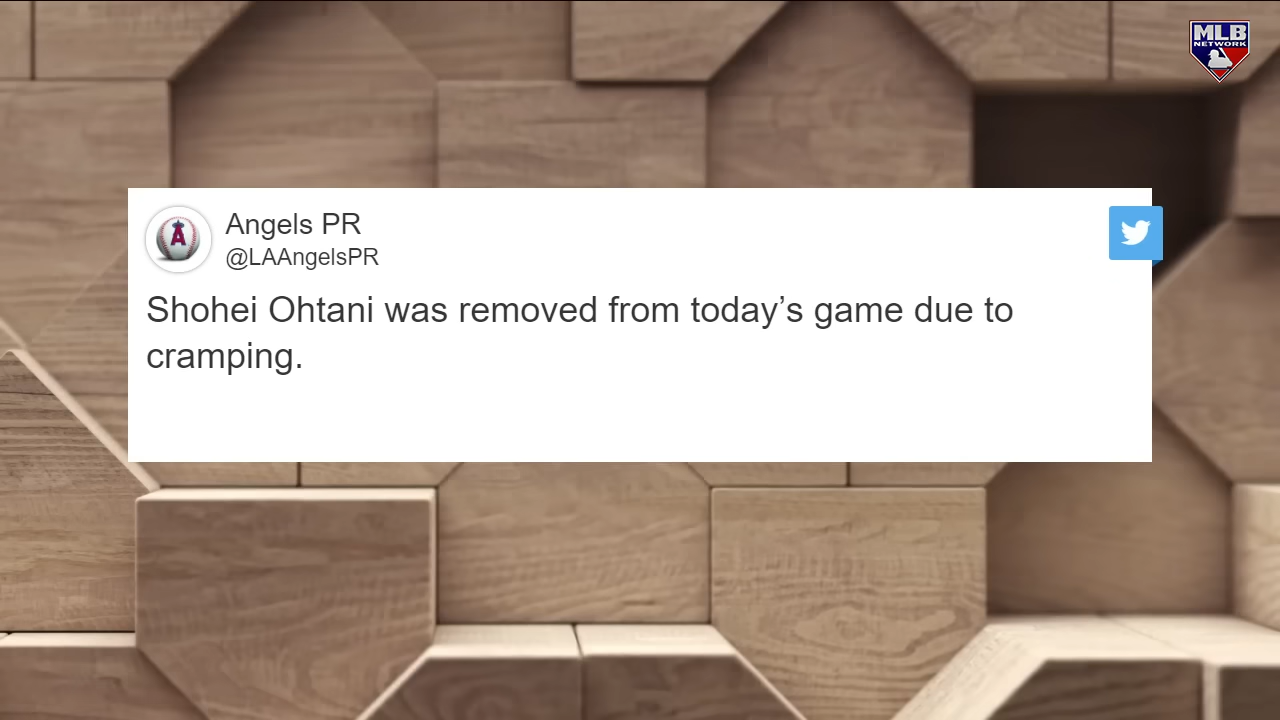 MLB
NETWORK
Angels PR
@LAAngelsPR
Shohei Ohtani was removed from today’s game due to
cramping.
A